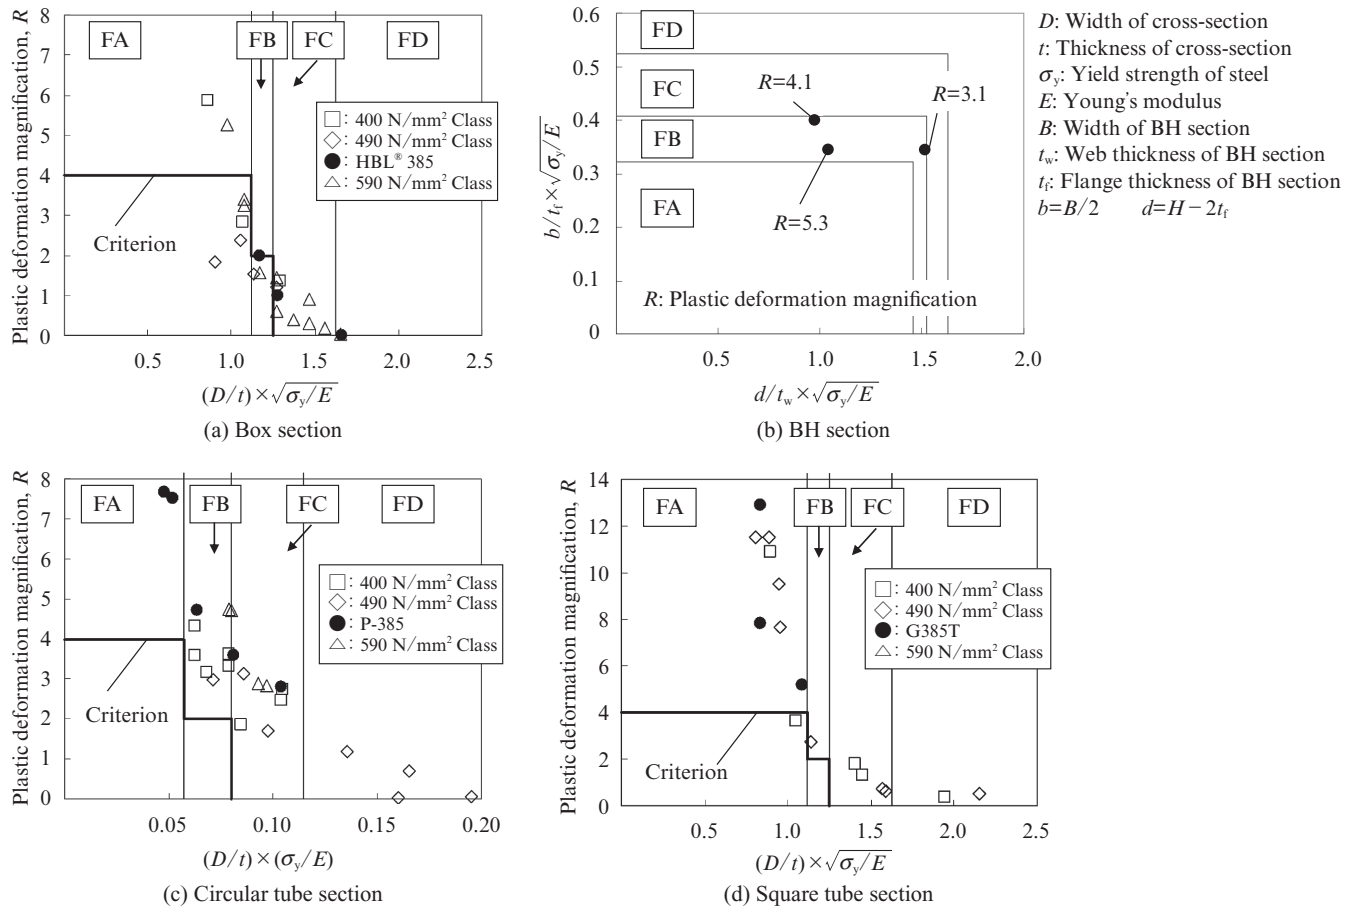 Plastic deformation magnification, R
8
7
6
5
4
3
2
1
0
FA
FB
FC
FD
□: 400 N/mm² Class
◇: 490 N/mm² Class
●: HBL® 385
△: 590 N/mm² Class
Criterion
0.5
1.0
1.5
2.0
2.5
(D/t)×√σy/E
(a) Box section
b/tf×√σy/E
0.6
0.5
0.4
0.3
0.2
0.1
0
FD
FC
FB
FA
R=4.1
R=3.1
R=5.3
R: Plastic deformation magnification
0.5
1.0
1.5
2.0
d/tw×√σy/E
(b) BH section
D: Width of cross-section
t: Thickness of cross-section
σy: Yield strength of steel
E: Young's modulus
B: Width of BH section
tw: Web thickness of BH section
tf: Flange thickness of BH section
b=B/2 d=H−2tf
Plastic deformation magnification, R
8
7
6
5
4
3
2
1
0
FA
FB
FC
FD
□: 400 N/mm² Class
◇: 490 N/mm² Class
●: P-385
△: 590 N/mm² Class
Criterion
0.05
0.10
0.15
0.20
(D/t)×(σy/E)
(c) Circular tube section
Plastic deformation magnification, R
14
12
10
8
6
4
2
0
FA
FB
FC
FD
□: 400 N/mm² Class
◇: 490 N/mm² Class
●: G385T
△: 590 N/mm² Class
Criterion
0.5
1.0
1.5
2.0
2.5
(D/t)×√σy/E
(d) Square tube section